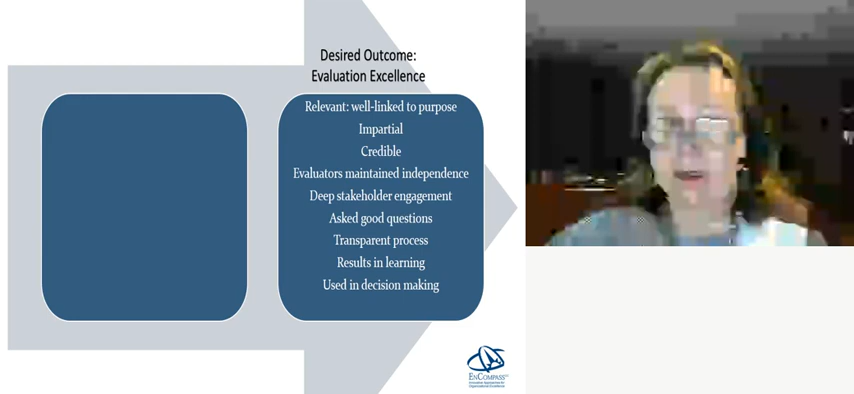 Desired Outcome:
Evaluation Excellence
Relevant: well-linked to purpose
Impartial
Credible
Evaluators maintained independence
Deep stakeholder engagement
Asked good questions
Transparent process
Results in learning
Used in decision making
ENCOMPASS